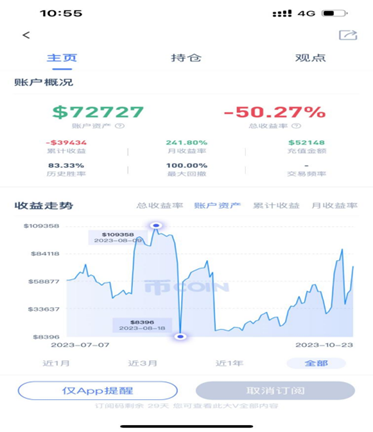 10:55 4G
主页 持仓 观点
账户概况
$72727 -50.27%
账户资产 总收益率
-$39434 241.80% $52148
累计收益 月收益率 充值金额
83.33% 100.00% -
历史胜率 最大回撤 交易频率
收益走势 总收益率 账户资产 累计收益 月收益率
$109358
$109358
2023-08-09
$84118
$58877
币COIN
$33637
$8396
2023-08-16
$8396
2023-07-07 2023-10-23
近1月 近3月 近1年 全部
仅App提醒 取消订阅
订阅码剩余 29天 您可查看此大V全部内容